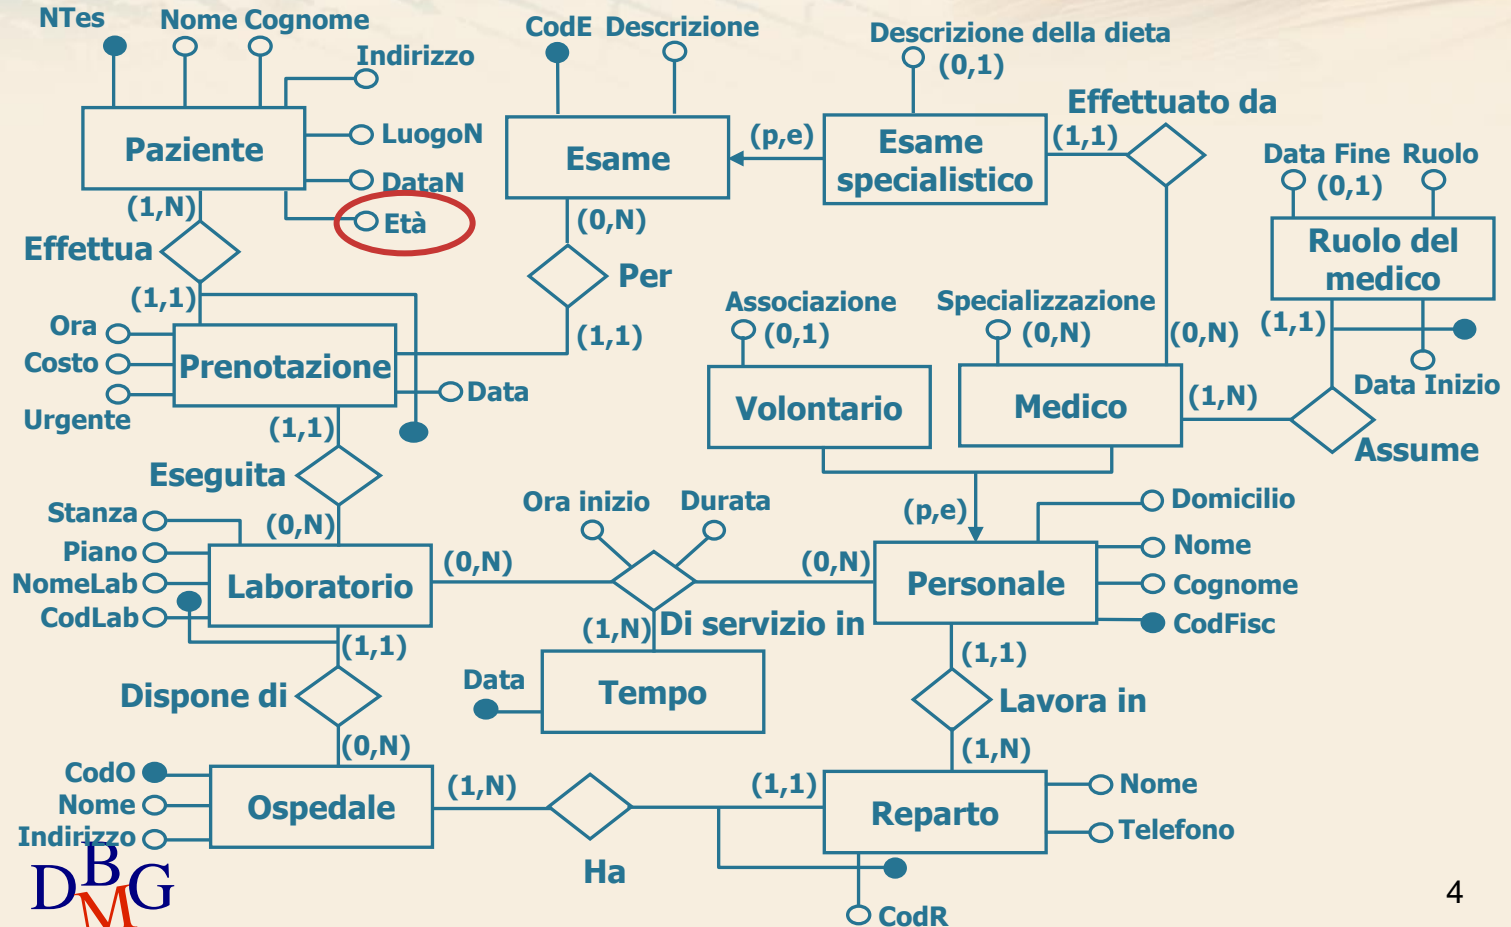 NTes
Nome Cognome
CodE Descrizione
Descrizione della dieta
(0,1)
Indirizzo
Effettuato da
Paziente
LuogoN
DataN
Età
(1,N)
Esame
(p,e)
Esame
specialistico
(1,1)
Data Fine Ruolo
(0,1)
Ruolo del
medico
(0,N)
Effettua
Per
(1,1)
(1,1)
Associazione
(0,1)
Specializzazione
(0,N)
(0,N)
(1,1)
Ora
Costo
Urgente
Prenotazione
Data
Volontario
Medico
(1,N)
Data Inizio
Assume
(1,1)
Eseguita
(0,N)
Stanza
Piano
NomeLab
CodLab
Laboratorio
(0,N)
Ora inizio
Durata
(0,N)
Di servizio in
(p,e)
Personale
Domicilio
Nome
Cognome
CodFisc
(1,1)
Dispone di
(0,N)
(1,N)
Data
Tempo
(1,1)
Lavora in
(1,N)
CodO
Nome
Indirizzo
Ospedale
(1,N)
Ha
(1,1)
Reparto
Nome
Telefono
CodR
DBMG
4